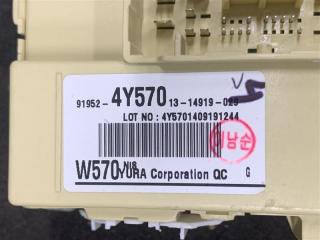 91952- 4Y570 13-14919-029
LOT NO : 4Y5701409191244
W570 N\S YURA Corporation QC G